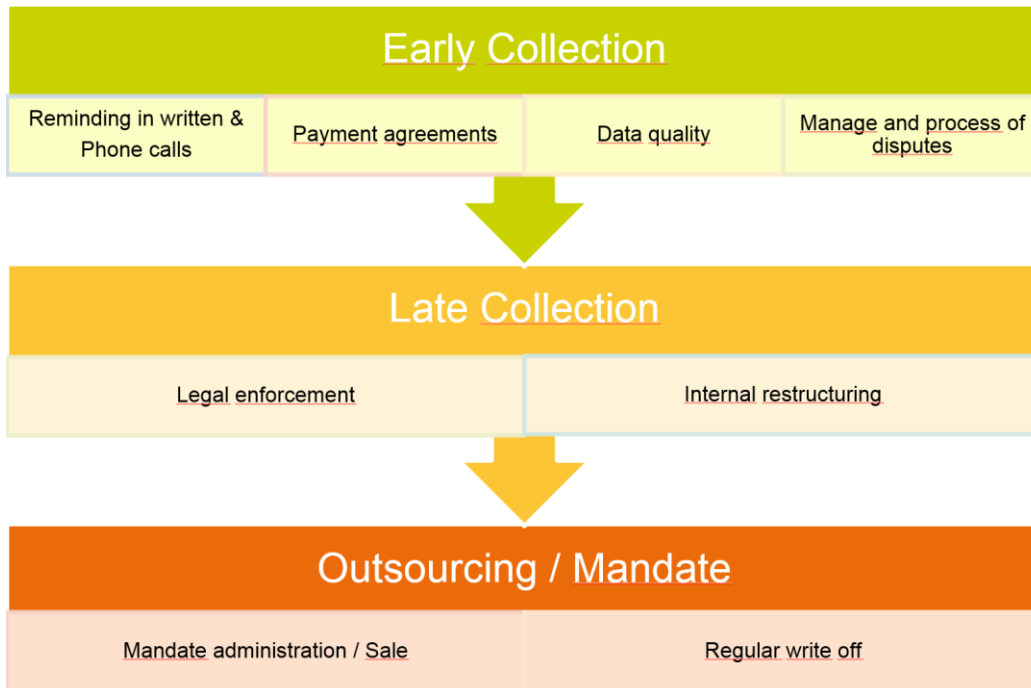 Early Collection
Reminding in written &
Phone calls
Payment agreements
Data quality
Manage and process of
disputes
Late Collection
Legal enforcement
Internal restructuring
Outsourcing / Mandate
Mandate administration / Sale
Regular write off